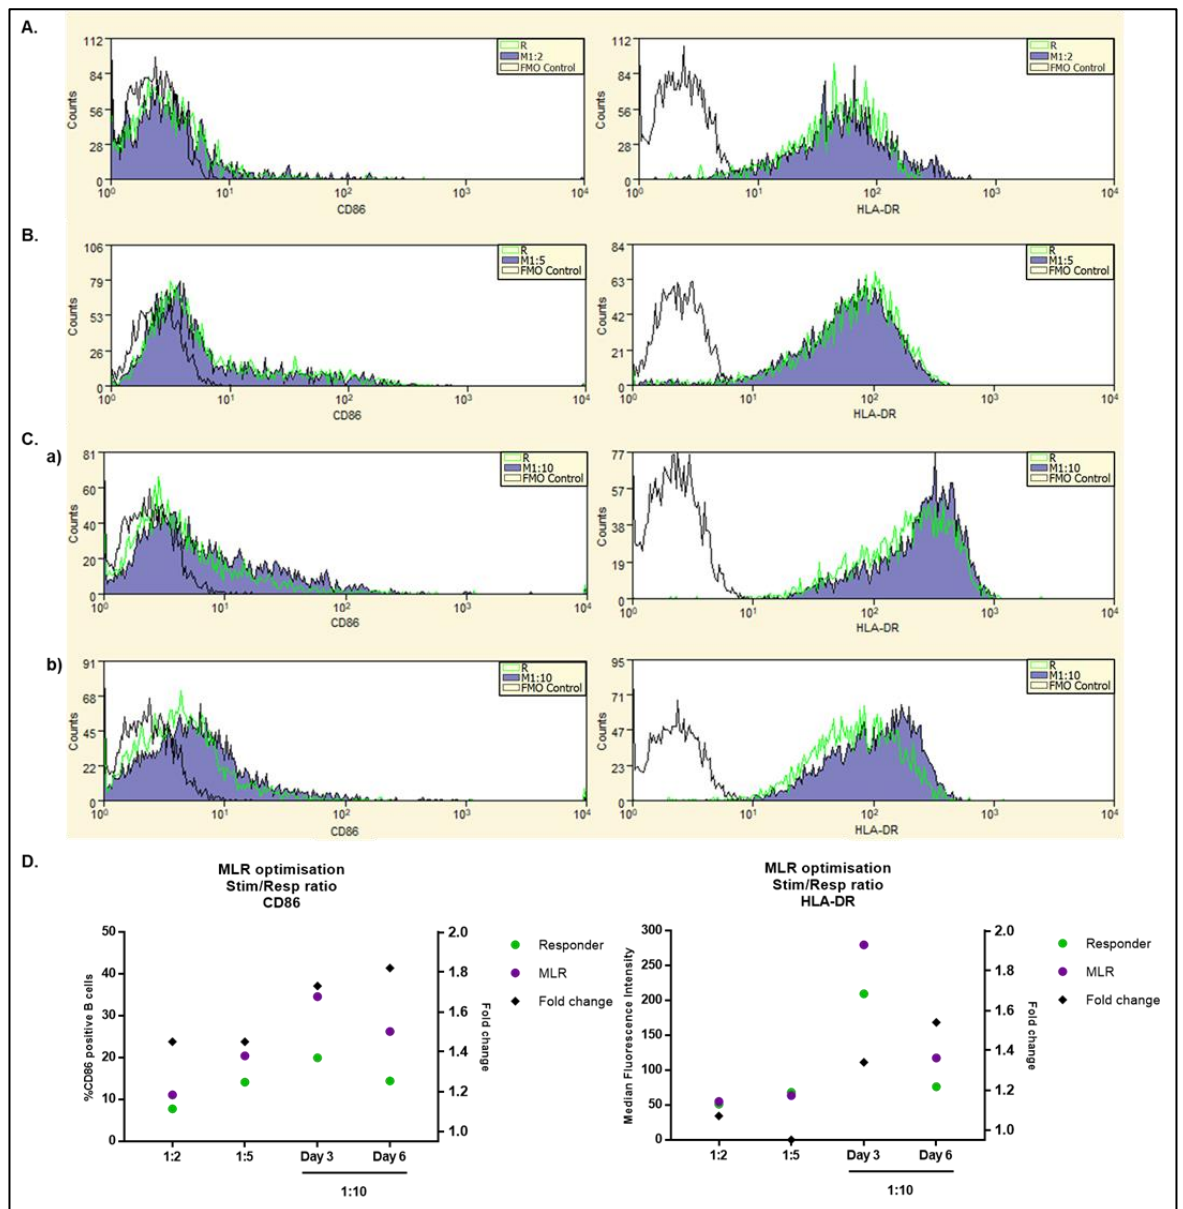 A.
112
84
56
28
0
Counts
10⁰
10¹
10²
10³
10⁴
CD86
R
M1:2
FMO Control
112
84
56
28
0
Counts
10⁰
10¹
10²
10³
10⁴
HLA-DR
R
M1:2
FMO Control
B.
106
79
53
26
0
Counts
10⁰
10¹
10²
10³
10⁴
CD86
R
M1:5
FMO Control
84
63
42
21
0
Counts
10⁰
10¹
10²
10³
10⁴
HLA-DR
R
M1:5
FMO Control
C.
a)
81
60
40
20
0
Counts
10⁰
10¹
10²
10³
10⁴
CD86
R
M1:10
FMO Control
77
57
38
19
0
Counts
10⁰
10¹
10²
10³
10⁴
HLA-DR
R
M1:10
FMO Control
b)
91
68
45
22
0
Counts
10⁰
10¹
10²
10³
10⁴
CD86
R
M1:10
FMO Control
95
71
47
23
0
Counts
10⁰
10¹
10²
10³
10⁴
HLA-DR
R
M1:10
FMO Control
D.
MLR optimisation
Stim/Resp ratio
CD86
50
40
30
20
10
0
%CD86 positive B cells
2.0
1.8
1.6
1.4
1.2
1.0
Fold change
1:2
1:5
Day 3
Day 6
1:10
Responder
MLR
Fold change
MLR optimisation
Stim/Resp ratio
HLA-DR
300
250
200
150
100
50
0
Median Fluorescence Intensity
2.0
1.8
1.6
1.4
1.2
1.0
Fold change
1:2
1:5
Day 3
Day 6
1:10
Responder
MLR
Fold change